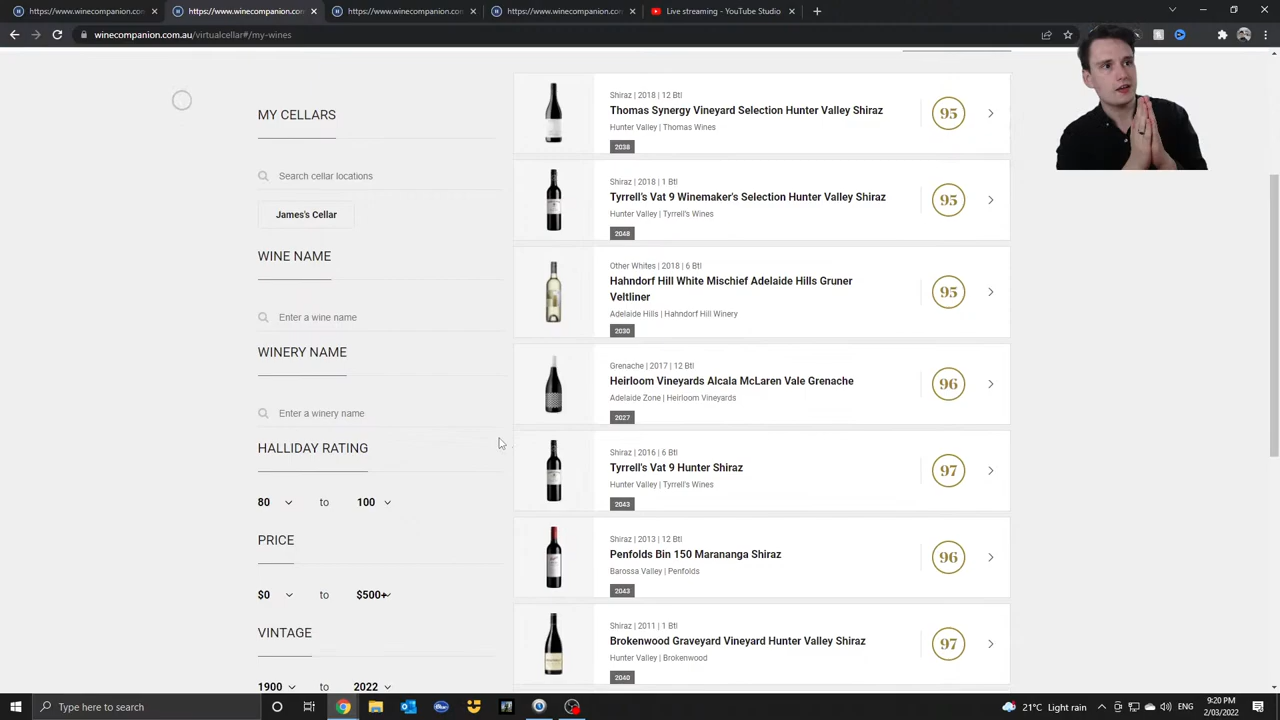 https://www.winecompanion.com
https://www.winecompanion.com
https://www.winecompanion.com
https://www.winecompanion.com
Live streaming - YouTube Studio
winecompanion.com.au/virtualcellar#/my-wines
MY CELLARS
Search cellar locations
James's Cellar
WINE NAME
Enter a wine name
WINERY NAME
Enter a winery name
HALLIDAY RATING
80 to 100
PRICE
$0 to $500+
VINTAGE
1900 to 2022
Shiraz | 2018 | 12 Btl
Thomas Synergy Vineyard Selection Hunter Valley Shiraz
Hunter Valley | Thomas Wines
2038
95
Shiraz | 2018 | 1 Btl
Tyrrell's Vat 9 Winemaker's Selection Hunter Valley Shiraz
Hunter Valley | Tyrrell's Wines
2048
95
Other Whites | 2018 | 6 Btl
Hahndorf Hill White Mischief Adelaide Hills Gruner
Veltliner
Adelaide Hills | Hahndorf Hill Winery
2030
95
Grenache | 2017 | 12 Btl
Heirloom Vineyards Alcala McLaren Vale Grenache
Adelaide Zone | Heirloom Vineyards
2027
96
Shiraz | 2016 | 6 Btl
Tyrrell's Vat 9 Hunter Shiraz
Hunter Valley | Tyrrell's Wines
2043
97
Shiraz | 2013 | 12 Btl
Penfolds Bin 150 Marananga Shiraz
Barossa Valley | Penfolds
2043
96
Shiraz | 2011 | 1 Btl
Brokenwood Graveyard Vineyard Hunter Valley Shiraz
Hunter Valley | Brokenwood
2040
97
Type here to search
21°C Light rain
ENG
9:20 PM
2/03/2022